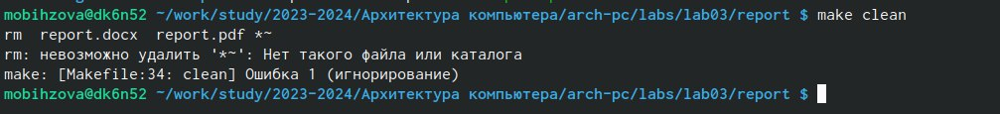 mobihzova@dk6n52 ~/work/study/2023-2024/Архитектура компьютера/arch-pc/labs/lab03/report $ make clean
rm  report.docx  report.pdf *~
rm: невозможно удалить '*~': Нет такого файла или каталога
make: [Makefile:34: clean] Ошибка 1 (игнорирование)
mobihzova@dk6n52 ~/work/study/2023-2024/Архитектура компьютера/arch-pc/labs/lab03/report $